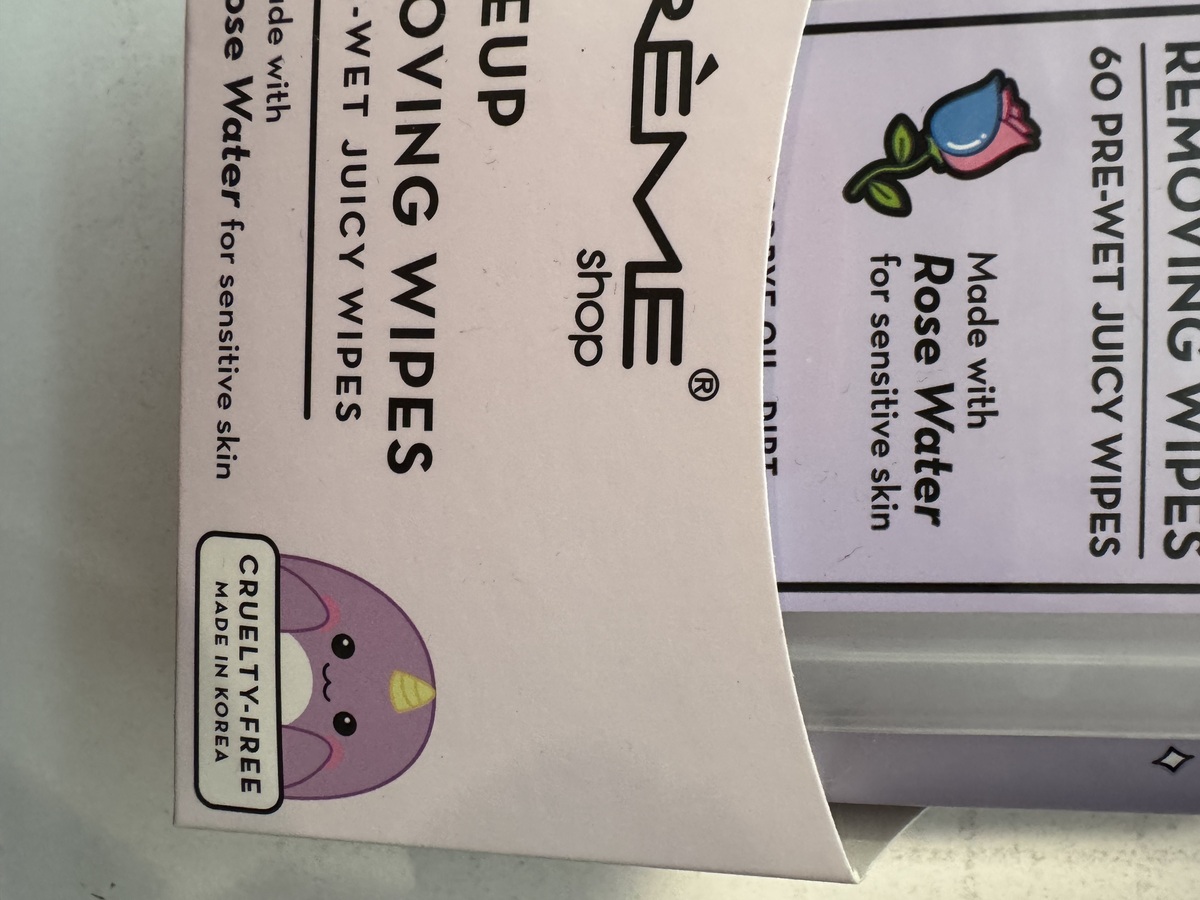 RÈME®
shop
EUP
OVING WIPES
-WET JUICY WIPES
ade with
ose Water for sensitive skin
CRUELTY-FREE
MADE IN KOREA
REMOVING WIPES
60 PRE-WET JUICY WIPES
Made with
Rose Water
for sensitive skin